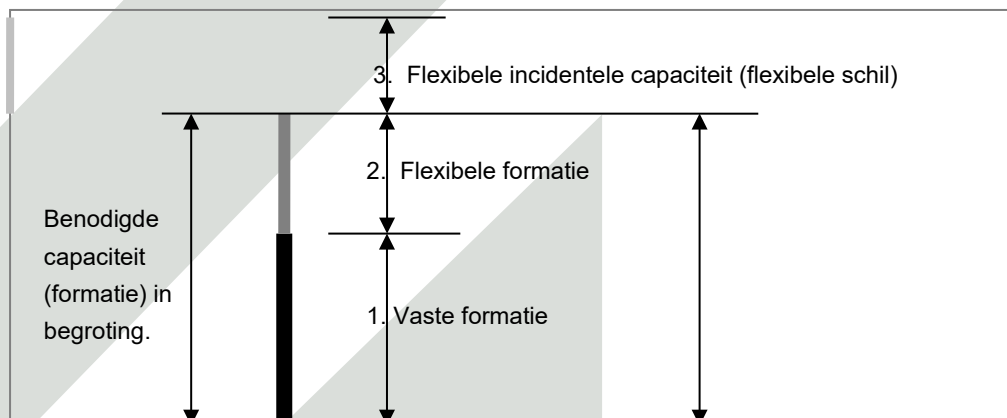 3. Flexibele incidentele capaciteit (flexibele schil)
2. Flexibele formatie
Benodigde
capaciteit
(formatie) in
begroting.
1. Vaste formatie